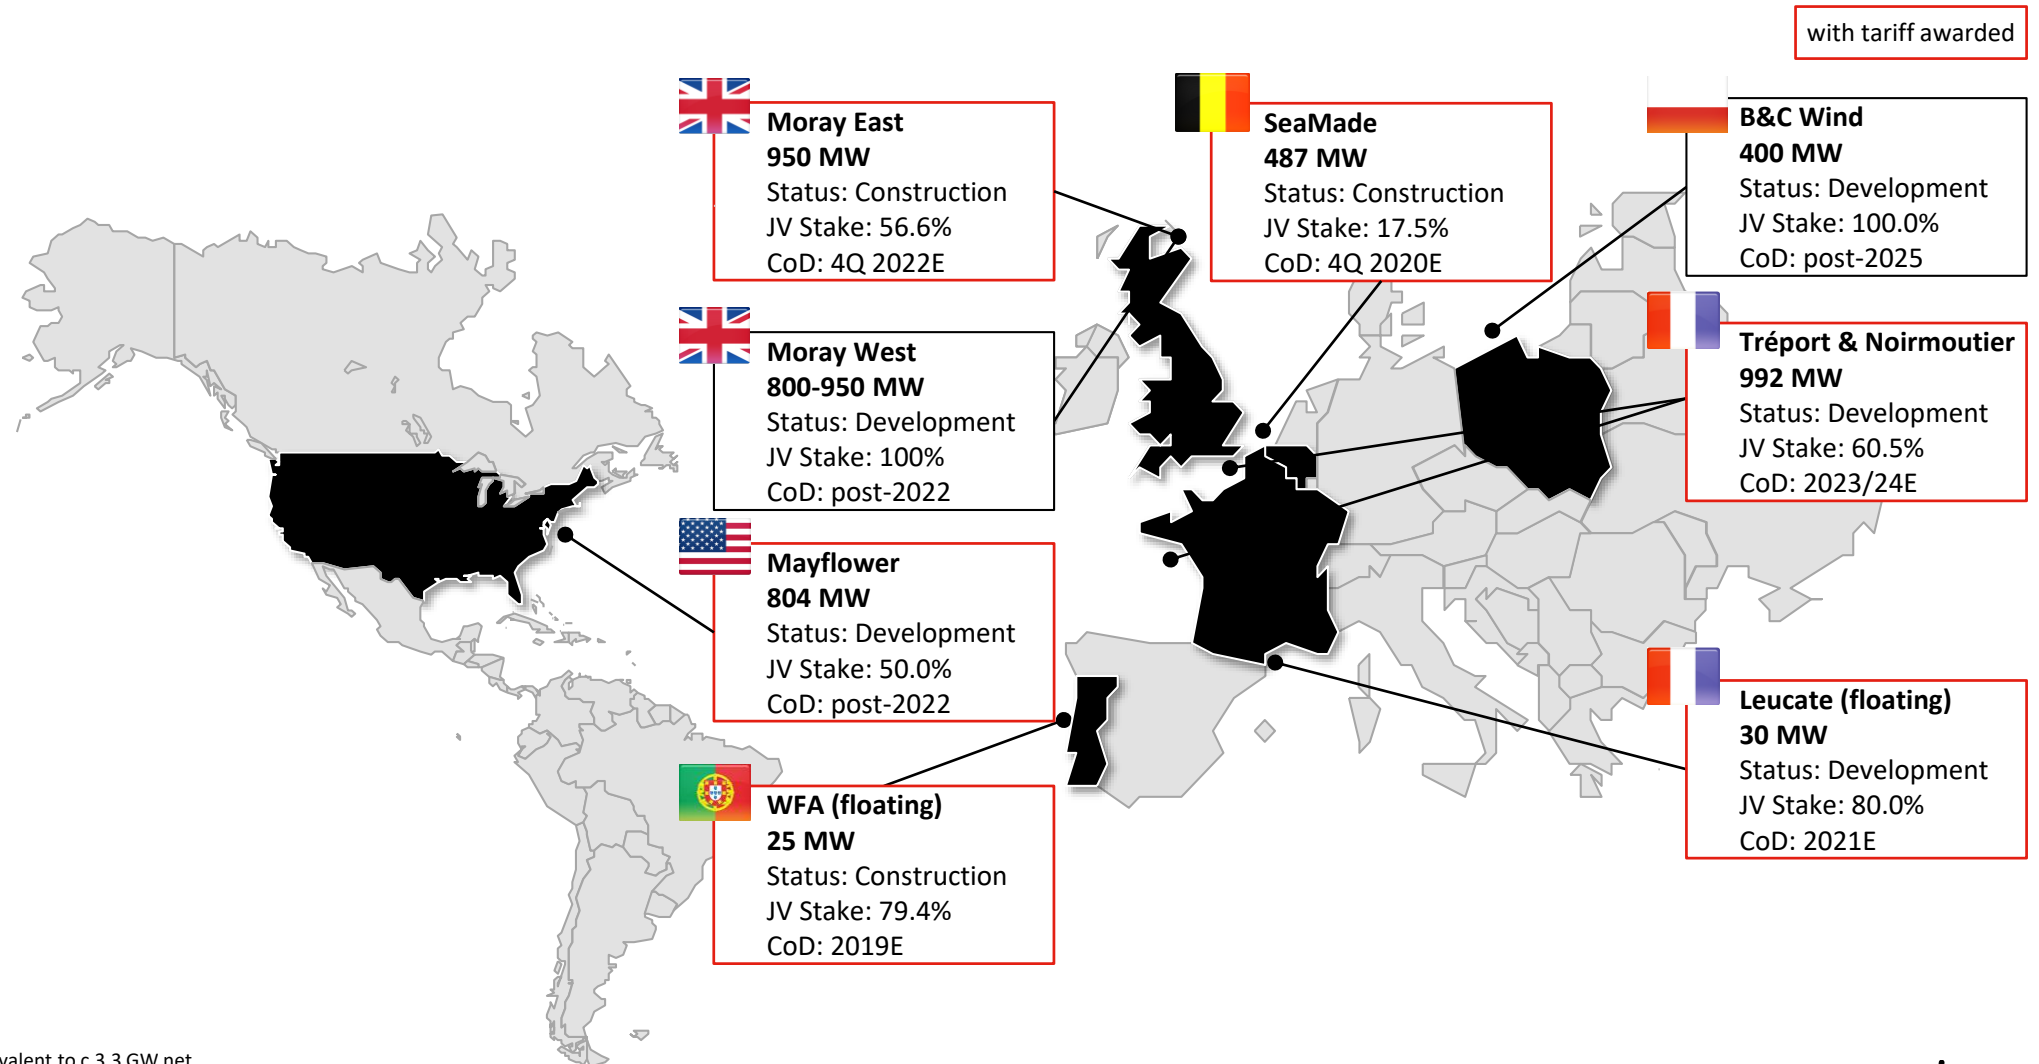 with tariff awarded
Moray East
950 MW
Status: Construction
JV Stake: 56.6%
CoD: 4Q 2022E
SeaMade
487 MW
Status: Construction
JV Stake: 17.5%
CoD: 4Q 2020E
B&C Wind
400 MW
Status: Development
JV Stake: 100.0%
CoD: post-2025
Moray West
800-950 MW
Status: Development
JV Stake: 100%
CoD: post-2022
Tréport & Noirmoutier
992 MW
Status: Development
JV Stake: 60.5%
CoD: 2023/24E
Mayflower
804 MW
Status: Development
JV Stake: 50.0%
CoD: post-2022
Leucate (floating)
30 MW
Status: Development
JV Stake: 80.0%
CoD: 2021E
WFA (floating)
25 MW
Status: Construction
JV Stake: 79.4%
CoD: 2019E
to c.3.3 GW net